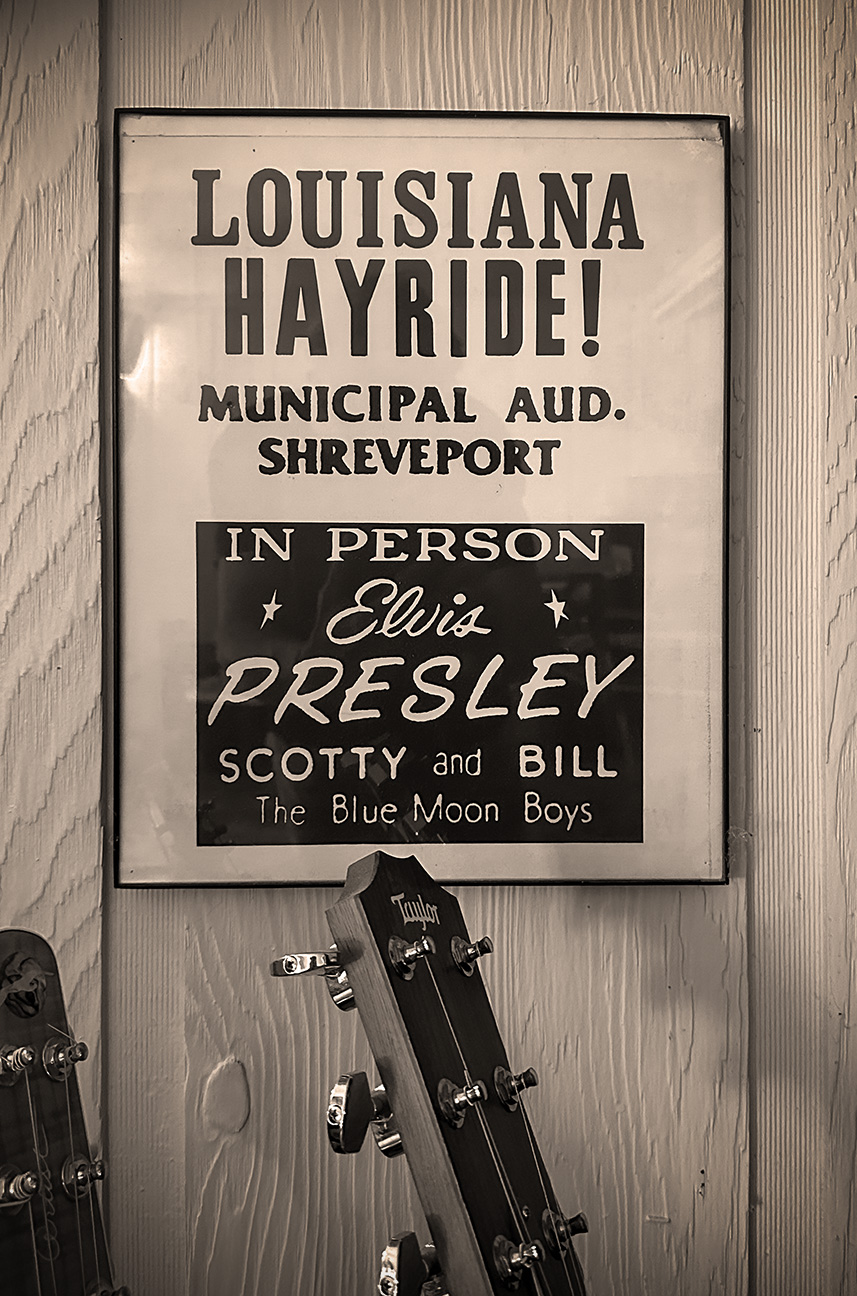 LOUISIANA
HAYRIDE!
MUNICIPAL AUD.
SHREVEPORT
IN PERSON
Elvis
PRESLEY
SCOTTY and BILL
The Blue Moon Boys
Taylor